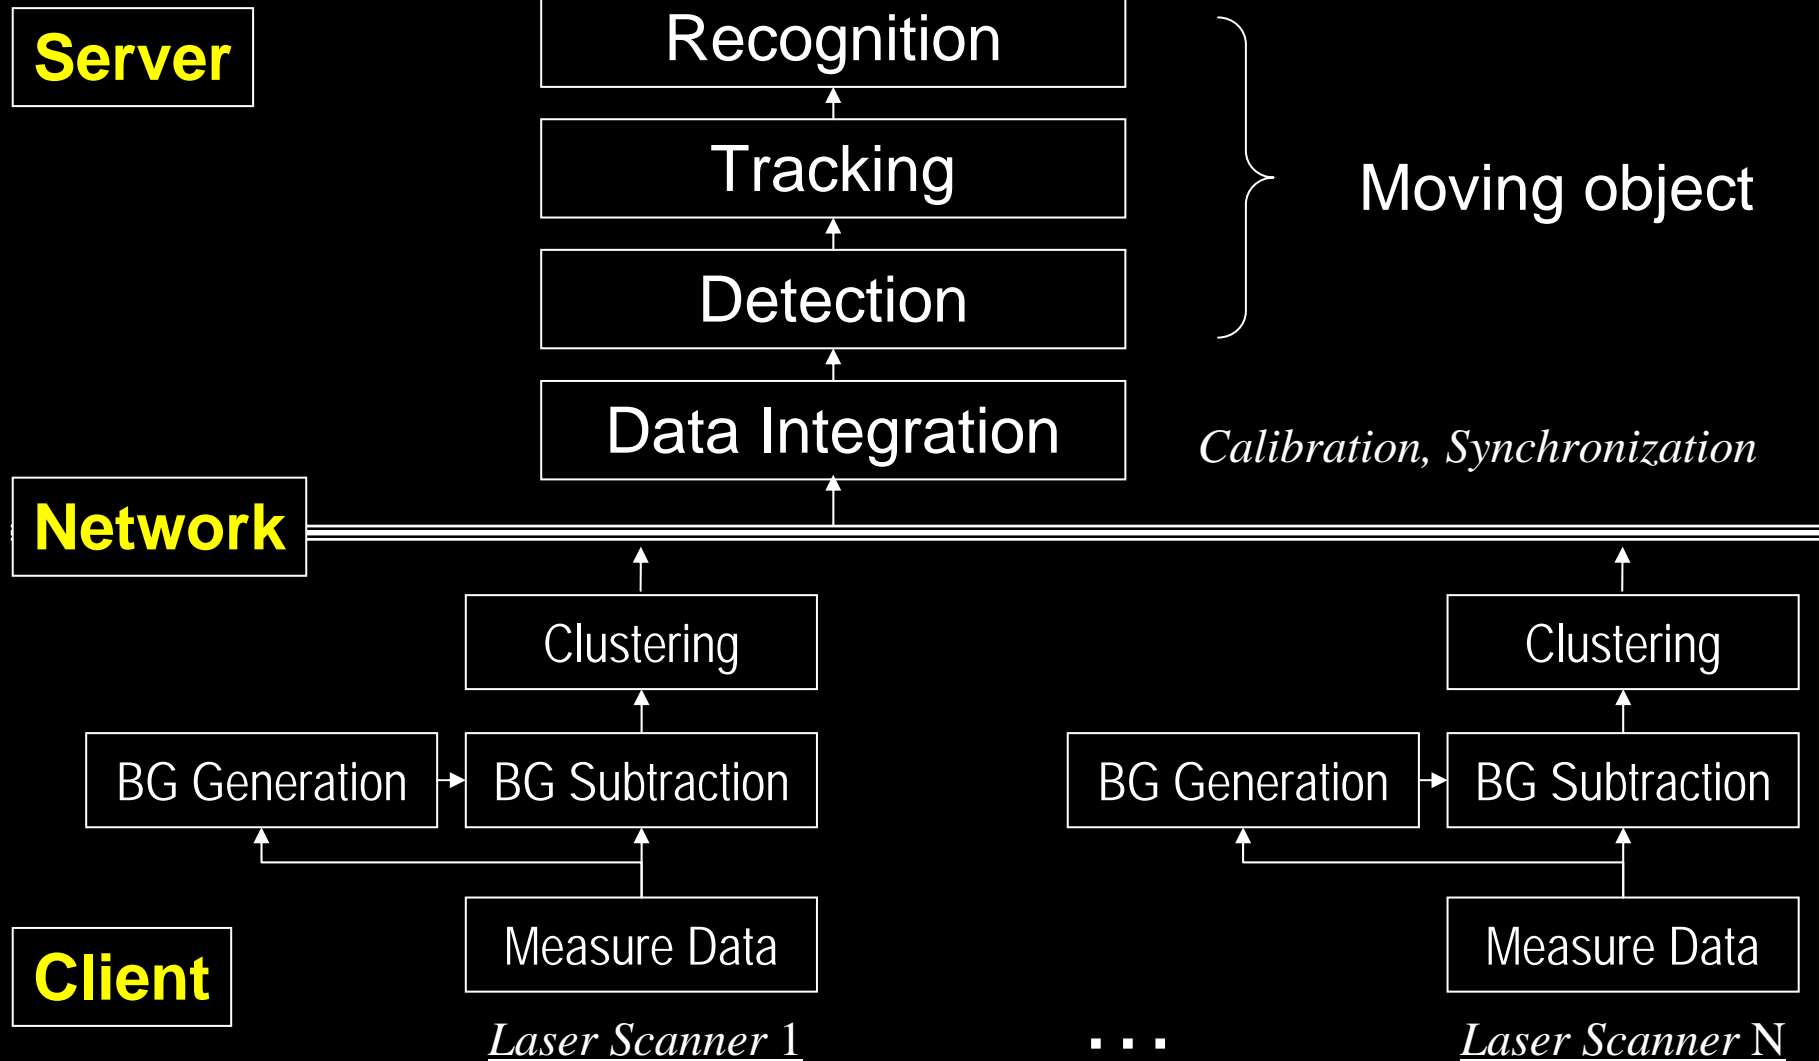 Server
Recognition
Tracking
Moving object
Detection
Data Integration
Calibration, Synchronization
Network
Clustering
Clustering
BG Generation
BG Subtraction
BG Generation
BG Subtraction
Measure Data
Measure Data
Client
Laser Scanner 1
...
Laser Scanner N